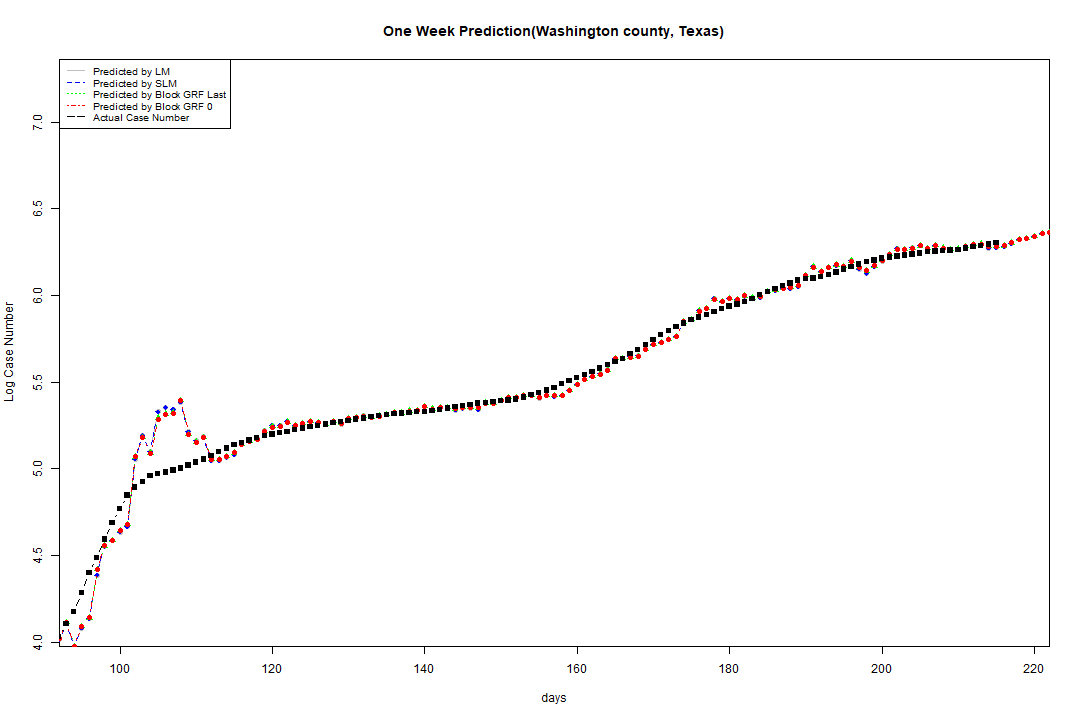 One Week Prediction(Washington county, Texas)
Predicted by LM
Predicted by SLM
Predicted by Block GRF Last
Predicted by Block GRF 0
Actual Case Number
Log Case Number
7.0
6.5
6.0
5.5
5.0
4.5
4.0
100 120 140 160 180 200 220
days